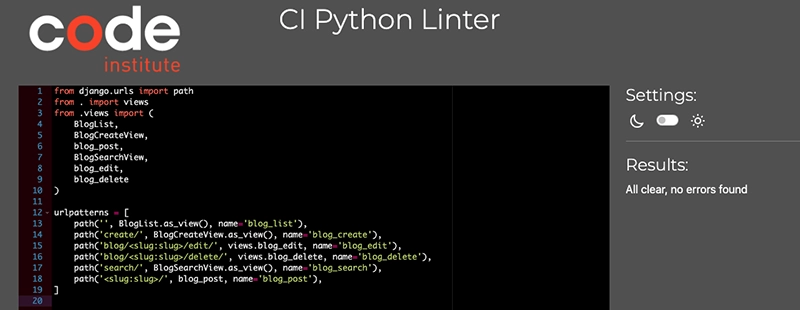 code
institute
CI Python Linter
1 from django.urls import path
2 from . import views
3 from .views import (
4     BlogList,
5     BlogCreateView,
6     blog_post,
7     BlogSearchView,
8     blog_edit,
9     blog_delete
10 )
11
12 urlpatterns = [
13     path('', BlogList.as_view(), name='blog_list'),
14     path('create/', BlogCreateView.as_view(), name='blog_create'),
15     path('blog/<slug:slug>/edit/', views.blog_edit, name='blog_edit'),
16     path('blog/<slug:slug>/delete/', views.blog_delete, name='blog_delete'),
17     path('search/', BlogSearchView.as_view(), name='blog_search'),
18     path('<slug:slug>/', blog_post, name='blog_post'),
19 ]
20
Settings:
Results:
All clear, no errors found